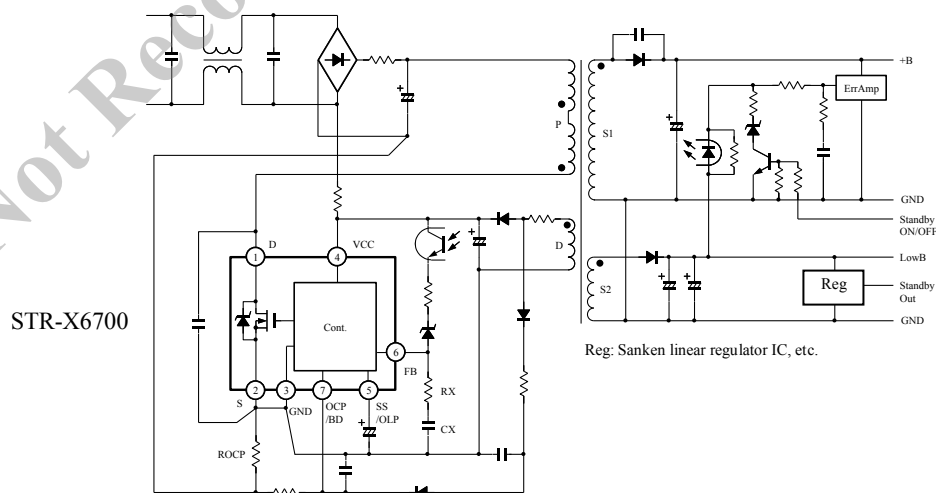 Not Reco
+B
ErrAmp
P
S1
GND
Standby
ON/OFF
D
VCC
D
1
4
LowB
S2
Reg
Standby
Out
STR-X6700
Cont.
GND
6
FB
Reg: Sanken linear regulator IC, etc.
2
3
7
5
S
GND
OCP
/BD
SS
/OLP
RX
CX
ROCP